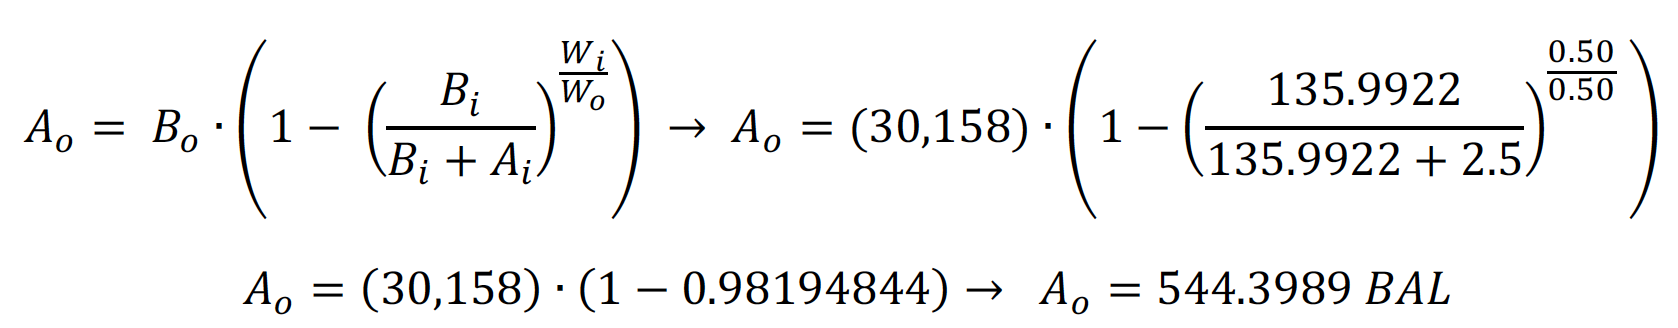 A_o = B_o · (1 − (B_i / (B_i + A_i))^(W_i / W_o)) → A_o = (30,158) · (1 − (135.9922 / (135.9922 + 2.5))^(0.50 / 0.50))
A_o = (30,158) · (1 − 0.98194844) → A_o = 544.3989 BAL